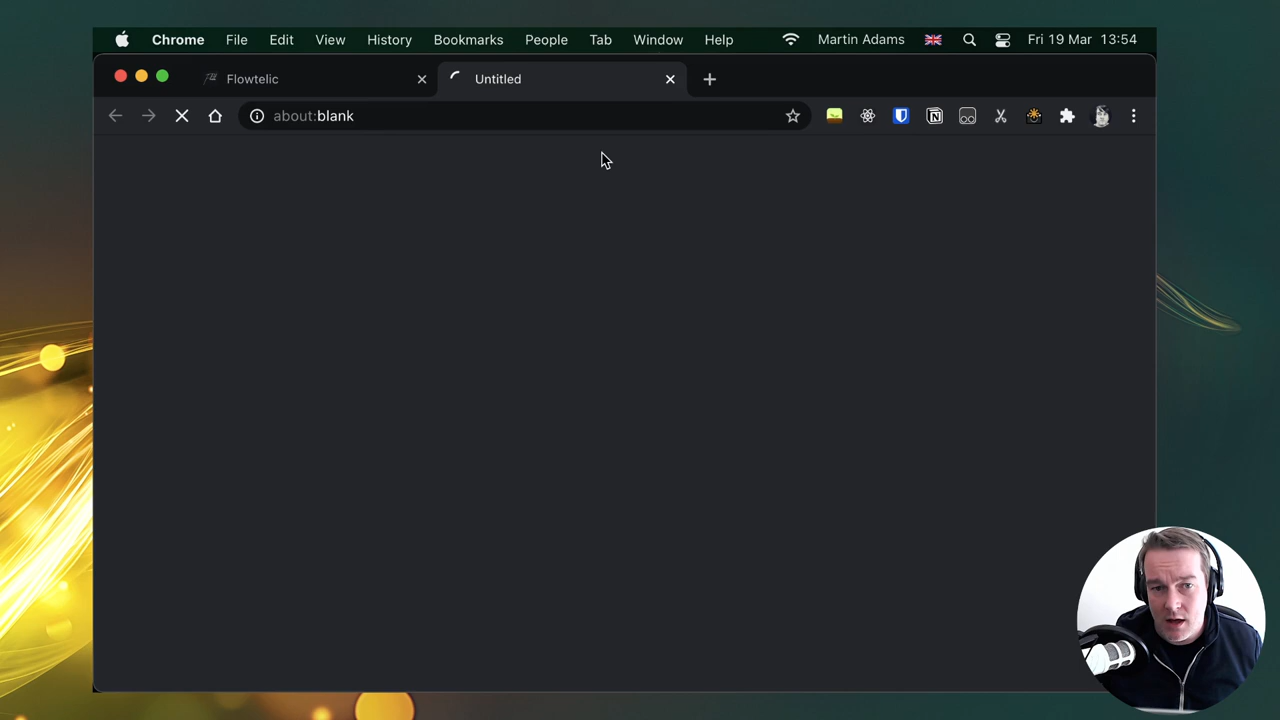 Chrome File Edit View History Bookmarks People Tab Window Help Martin Adams Fri 19 Mar 13:54
Flowtelic Untitled
about:blank